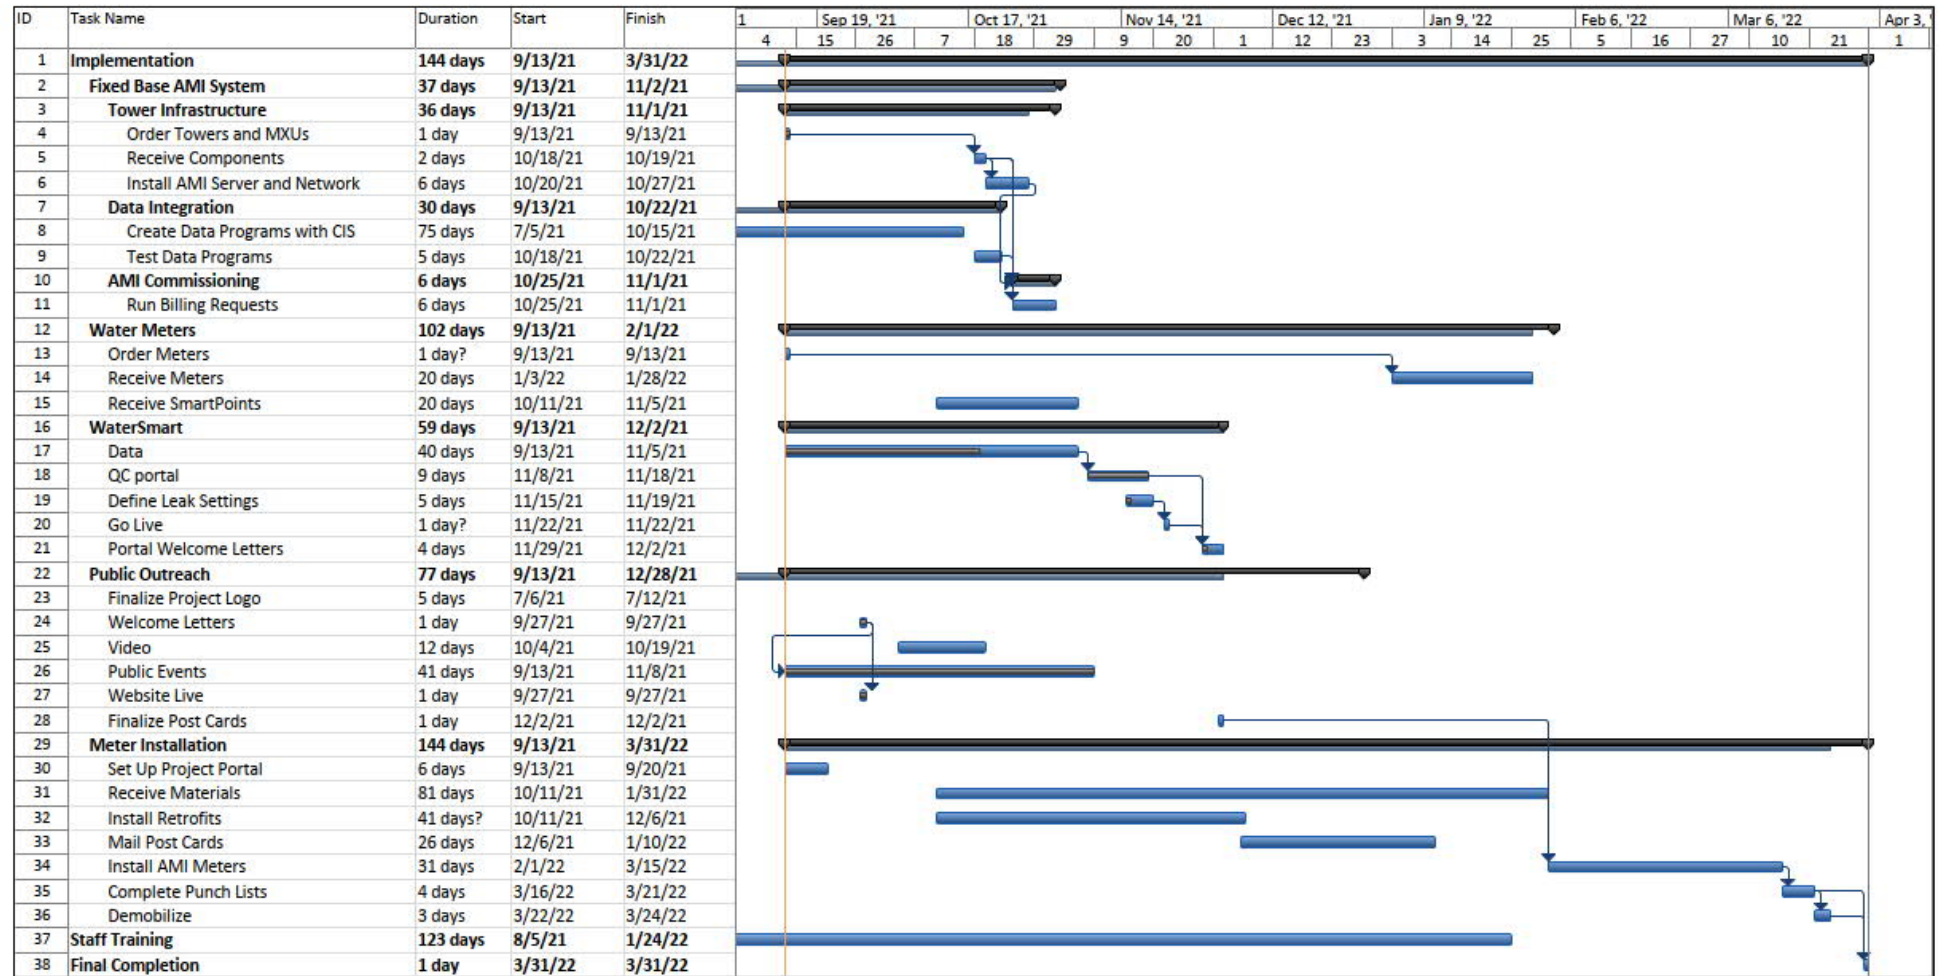 ID Task Name Duration Start Finish 1 Sep 19, '21 Oct 17, '21 Nov 14, '21 Dec 12, '21 Jan 9, '22 Feb 6, '22 Mar 6, '22 Apr 3, '
4 15 26 7 18 29 9 20 1 12 23 3 14 25 5 16 27 10 21 1
1 Implementation 144 days 9/13/21 3/31/22
2 Fixed Base AMI System 37 days 9/13/21 11/2/21
3 Tower Infrastructure 36 days 9/13/21 11/1/21
4 Order Towers and MXUs 1 day 9/13/21 9/13/21
5 Receive Components 2 days 10/18/21 10/19/21
6 Install AMI Server and Network 6 days 10/20/21 10/27/21
7 Data Integration 30 days 9/13/21 10/22/21
8 Create Data Programs with CIS 75 days 7/5/21 10/15/21
9 Test Data Programs 5 days 10/18/21 10/22/21
10 AMI Commissioning 6 days 10/25/21 11/1/21
11 Run Billing Requests 6 days 10/25/21 11/1/21
12 Water Meters 102 days 9/13/21 2/1/22
13 Order Meters 1 day? 9/13/21 9/13/21
14 Receive Meters 20 days 1/3/22 1/28/22
15 Receive SmartPoints 20 days 10/11/21 11/5/21
16 WaterSmart 59 days 9/13/21 12/2/21
17 Data 40 days 9/13/21 11/5/21
18 QC portal 9 days 11/8/21 11/18/21
19 Define Leak Settings 5 days 11/15/21 11/19/21
20 Go Live 1 day? 11/22/21 11/22/21
21 Portal Welcome Letters 4 days 11/29/21 12/2/21
22 Public Outreach 77 days 9/13/21 12/28/21
23 Finalize Project Logo 5 days 7/6/21 7/12/21
24 Welcome Letters 1 day 9/27/21 9/27/21
25 Video 12 days 10/4/21 10/19/21
26 Public Events 41 days 9/13/21 11/8/21
27 Website Live 1 day 9/27/21 9/27/21
28 Finalize Post Cards 1 day 12/2/21 12/2/21
29 Meter Installation 144 days 9/13/21 3/31/22
30 Set Up Project Portal 6 days 9/13/21 9/20/21
31 Receive Materials 81 days 10/11/21 1/31/22
32 Install Retrofits 41 days? 10/11/21 12/6/21
33 Mail Post Cards 26 days 12/6/21 1/10/22
34 Install AMI Meters 31 days 2/1/22 3/15/22
35 Complete Punch Lists 4 days 3/16/22 3/21/22
36 Demobilize 3 days 3/22/22 3/24/22
37 Staff Training 123 days 8/5/21 1/24/22
38 Final Completion 1 day 3/31/22 3/31/22